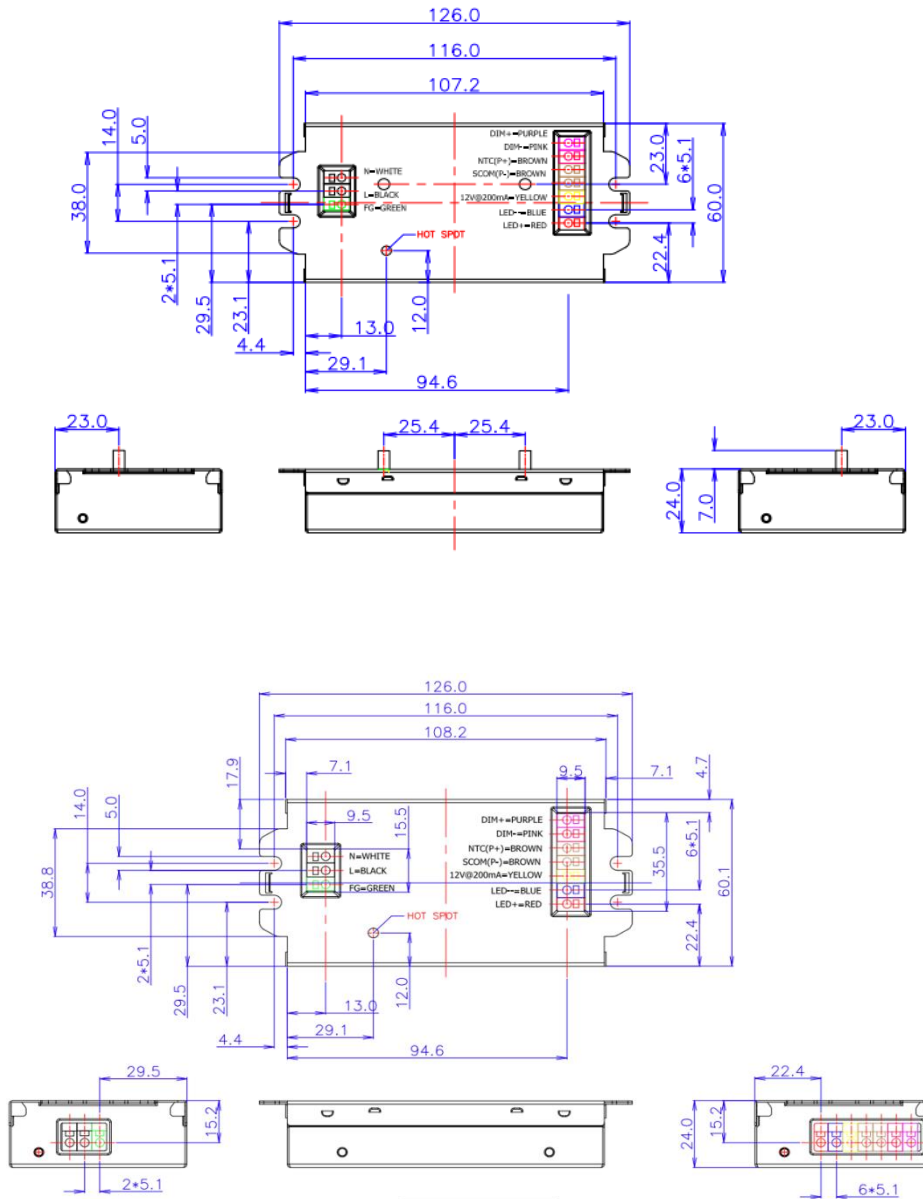 126.0
116.0
107.2
14.0
5.0
38.0
DIM+=PURPLE
DIM-=PINK
NTC(P+)=BROWN
SCOM(P-)=BROWN
12V@200mA=YELLOW
LED-=BLUE
LED+=RED
N=WHITE
L=BLACK
FG=GREEN
HOT SPOT
23.0
6*5.1
60.0
22.4
2*5.1
29.5
23.1
12.0
13.0
4.4
29.1
94.6
23.0
25.4
25.4
23.0
24.0
7.0
126.0
116.0
108.2
17.9
7.1
9.5
7.1
4.7
14.0
5.0
9.5
15.5
38.8
DIM+=PURPLE
DIM-=PINK
NTC(P+)=BROWN
SCOM(P-)=BROWN
12V@200mA=YELLOW
LED-=BLUE
LED+=RED
N=WHITE
L=BLACK
FG=GREEN
HOT SPOT
35.5
6*5.1
60.1
22.4
2*5.1
29.5
23.1
12.0
13.0
4.4
29.1
94.6
29.5
15.2
2*5.1
22.4
24.0
15.2
6*5.1